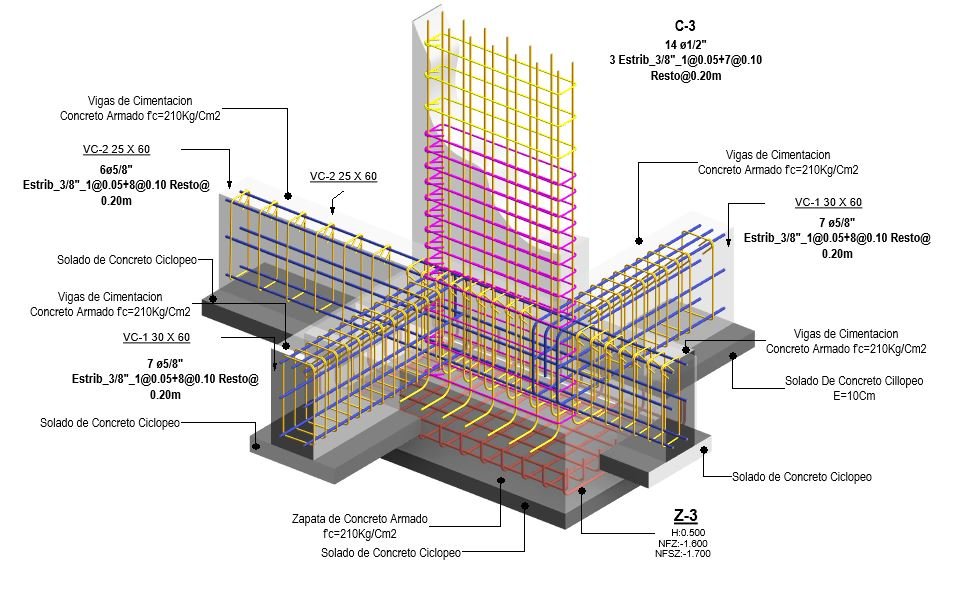 C-3
14 ø1/2"
3 Estrib_3/8"_1@0.05+7@0.10
Resto@0.20m
Vigas de Cimentacion
Concreto Armado f'c=210Kg/Cm2
VC-2 25 X 60
6ø5/8"
Estrib_3/8"_1@0.05+8@0.10 Resto@
0.20m
VC-2 25 X 60
Vigas de Cimentacion
Concreto Armado f'c=210Kg/Cm2
VC-1 30 X 60
7 ø5/8"
Estrib_3/8"_1@0.05+8@0.10 Resto@
0.20m
Solado de Concreto Ciclopeo
Vigas de Cimentacion
Concreto Armado f'c=210Kg/Cm2
VC-1 30 X 60
7 ø5/8"
Estrib_3/8"_1@0.05+8@0.10 Resto@
0.20m
Solado de Concreto Ciclopeo
Vigas de Cimentacion
Concreto Armado f'c=210Kg/Cm2
Solado De Concreto Cillopeo
E=10Cm
Solado de Concreto Ciclopeo
Zapata de Concreto Armado
f'c=210Kg/Cm2
Solado de Concreto Ciclopeo
Z-3
H:0.500
NFZ:-1.600
NFSZ:-1.700